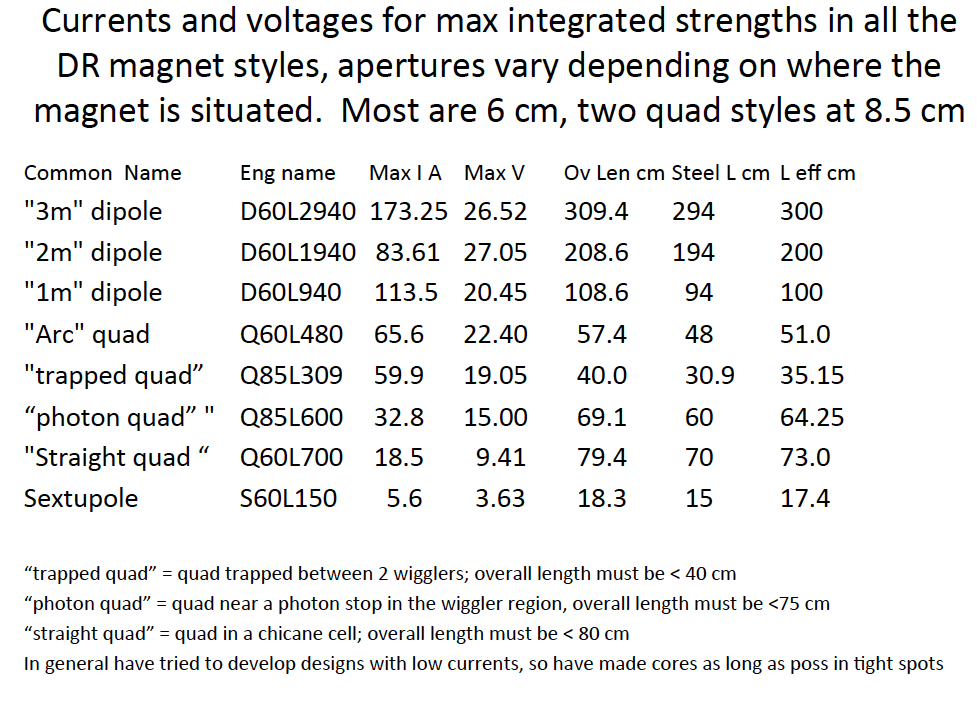 Currents and voltages for max integrated strengths in all the
DR magnet styles, apertures vary depending on where the
magnet is situated.  Most are 6 cm, two quad styles at 8.5 cm
Common  Name Eng name Max I A Max V Ov Len cm Steel L cm L eff cm
"3m" dipole D60L2940 173.25 26.52 309.4 294 300
"2m" dipole D60L1940 83.61 27.05 208.6 194 200
"1m" dipole D60L940 113.5 20.45 108.6 94 100
"Arc" quad Q60L480 65.6 22.40 57.4 48 51.0
"trapped quad” Q85L309 59.9 19.05 40.0 30.9 35.15
“photon quad” " Q85L600 32.8 15.00 69.1 60 64.25
"Straight quad “ Q60L700 18.5 9.41 79.4 70 73.0
Sextupole S60L150 5.6 3.63 18.3 15 17.4
“trapped quad” = quad trapped between 2 wigglers; overall length must be < 40 cm
“photon quad” = quad near a photon stop in the wiggler region, overall length must be <75 cm
“straight quad” = quad in a chicane cell; overall length must be < 80 cm
In general have tried to develop designs with low currents, so have made cores as long as poss in tight spots